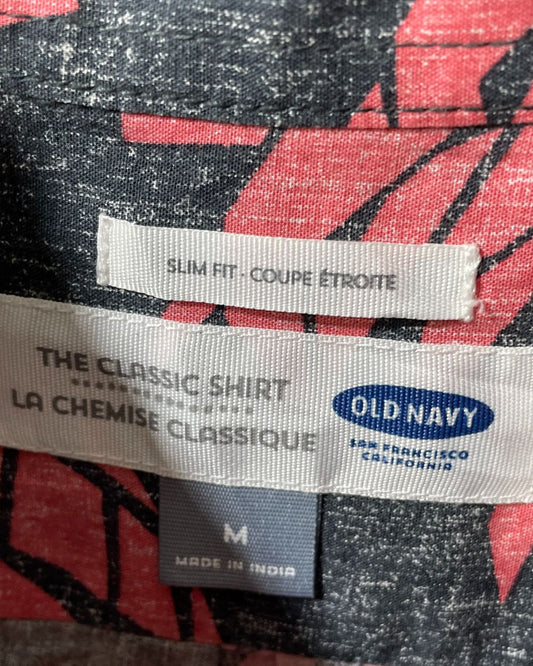 SLIM FIT - COUPE ÉTROITE
THE CLASSIC SHIRT
LA CHEMISE CLASSIQUE
OLD NAVY
SAN FRANCISCO
CALIFORNIA
M
MADE IN INDIA